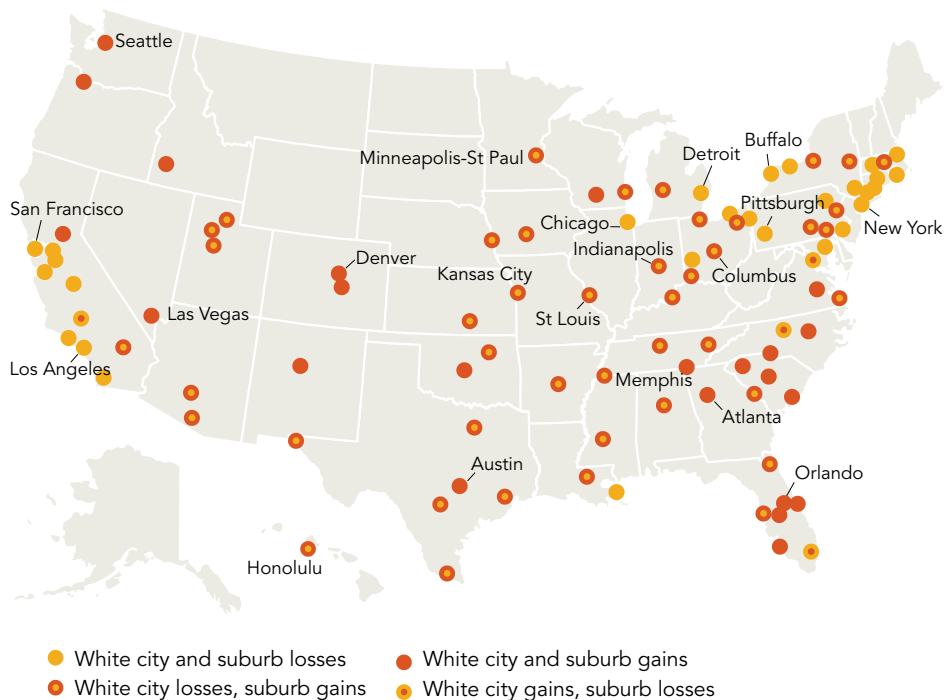 Seattle
Buffalo
Minneapolis-St Paul
Detroit
San Francisco
Pittsburgh
Chicago
New York
Indianapolis
Denver
Columbus
Kansas City
Las Vegas
St Louis
Los Angeles
Memphis
Atlanta
Austin
Orlando
Honolulu
White city and suburb losses
White city and suburb gains
White city losses, suburb gains
White city gains, suburb losses